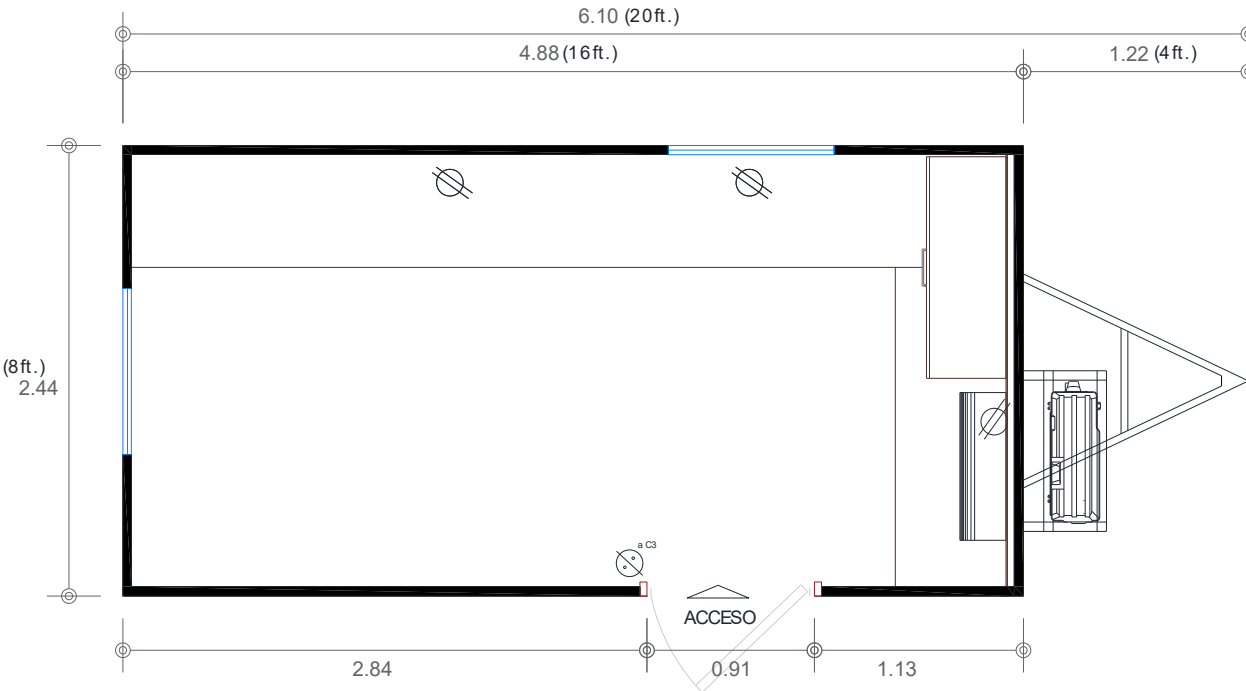 6.10 (20ft.)
4.88 (16ft.)
1.22 (4ft.)
(8ft.)
2.44
a C3
ACCESO
2.84
0.91
1.13